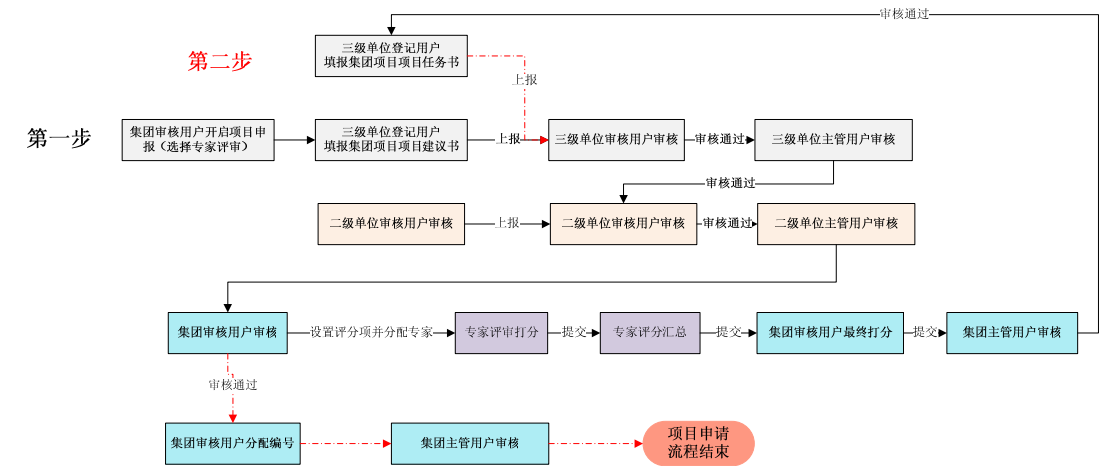 审核通过
三级单位登记用户
填报集团项目项目任务书
第二步
上报
第一步
集团审核用户开启项目申
报（选择专家评审）
三级单位登记用户
填报集团项目项目建议书
上报
三级单位审核用户审核
审核通过
三级单位主管用户审核
审核通过
二级单位审核用户审核
上报
二级单位审核用户审核
审核通过
二级单位主管用户审核
集团审核用户审核
设置评分项并分配专家
专家评审打分
提交
专家评分汇总
提交
集团审核用户最终打分
提交
集团主管用户审核
审核通过
集团审核用户分配编号
集团主管用户审核
项目申请
流程结束